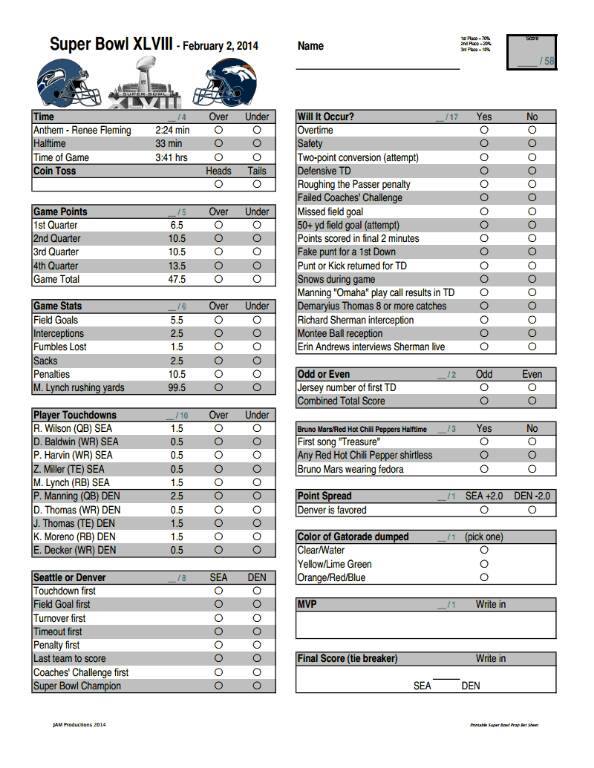 Super Bowl XLVIII - February 2, 2014
Name
1st Place = 70%
2nd Place = 20%
3rd Place = 10%
Score
____ / 58
SUPER BOWL
XLVIII
Time __ / 4 Over Under
Anthem - Renee Fleming 2:24 min
Halftime 33 min
Time of Game 3:41 hrs
Coin Toss Heads Tails
Game Points __ / 5 Over Under
1st Quarter 6.5
2nd Quarter 10.5
3rd Quarter 10.5
4th Quarter 13.5
Game Total 47.5
Game Stats __ / 6 Over Under
Field Goals 5.5
Interceptions 2.5
Fumbles Lost 1.5
Sacks 2.5
Penalties 10.5
M. Lynch rushing yards 99.5
Player Touchdowns __ / 10 Over Under
R. Wilson (QB) SEA 1.5
D. Baldwin (WR) SEA 0.5
P. Harvin (WR) SEA 0.5
Z. Miller (TE) SEA 0.5
M. Lynch (RB) SEA 1.5
P. Manning (QB) DEN 2.5
D. Thomas (WR) DEN 0.5
J. Thomas (TE) DEN 1.5
K. Moreno (RB) DEN 1.5
E. Decker (WR) DEN 0.5
Seattle or Denver __ / 8 SEA DEN
Touchdown first
Field Goal first
Turnover first
Timeout first
Penalty first
Last team to score
Coaches' Challenge first
Super Bowl Champion
Will It Occur? __ / 17 Yes No
Overtime
Safety
Two-point conversion (attempt)
Defensive TD
Roughing the Passer penalty
Failed Coaches' Challenge
Missed field goal
50+ yd field goal (attempt)
Points scored in final 2 minutes
Fake punt for a 1st Down
Punt or Kick returned for TD
Snows during game
Manning "Omaha" play call results in TD
Demaryius Thomas 8 or more catches
Richard Sherman interception
Montee Ball reception
Erin Andrews interviews Sherman live
Odd or Even __ / 2 Odd Even
Jersey number of first TD
Combined Total Score
Bruno Mars/Red Hot Chili Peppers Halftime __ / 3 Yes No
First song "Treasure"
Any Red Hot Chili Pepper shirtless
Bruno Mars wearing fedora
Point Spread __ / 1 SEA +2.0 DEN -2.0
Denver is favored
Color of Gatorade dumped __ / 1 (pick one)
Clear/Water
Yellow/Lime Green
Orange/Red/Blue
MVP __ / 1 Write in
Final Score (tie breaker) Write in
SEA ____ DEN
JAM Productions 2014
Printable Super Bowl Prop Bet Sheet